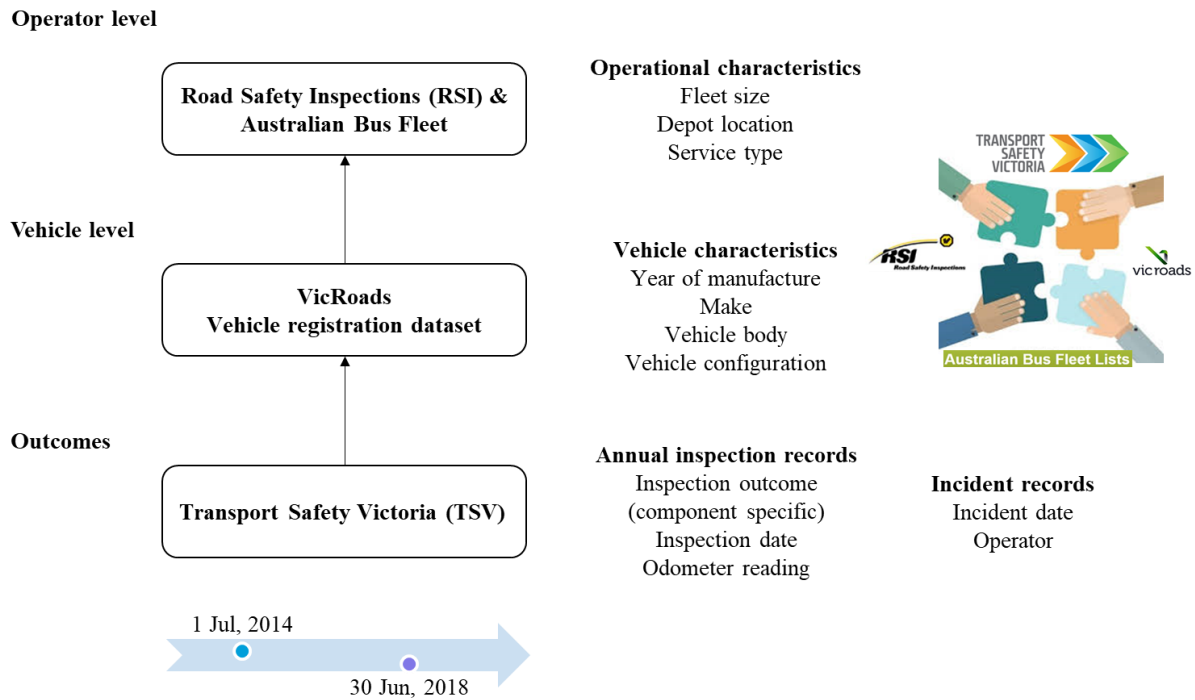 Operator level
Road Safety Inspections (RSI) &
Australian Bus Fleet
Operational characteristics
Fleet size
Depot location
Service type
TRANSPORT
SAFETY
VICTORIA
Vehicle level
VicRoads
Vehicle registration dataset
Vehicle characteristics
Year of manufacture
Make
Vehicle body
Vehicle configuration
RSI
Road Safety Inspections
vic roads
Australian Bus Fleet Lists
Outcomes
Transport Safety Victoria (TSV)
Annual inspection records
Inspection outcome
(component specific)
Inspection date
Odometer reading
Incident records
Incident date
Operator
1 Jul, 2014
30 Jun, 2018